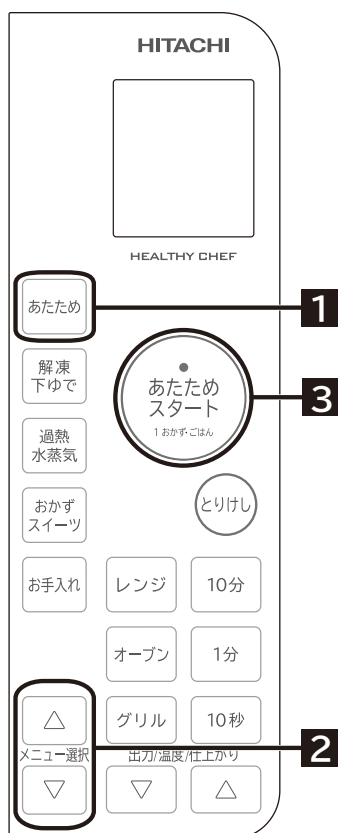 HITACHI
HEALTHY CHEF
あたため
1
解凍
下ゆで
あたため
スタート
1 おかず·ごはん
3
過熱
水蒸気
おかず
スイーツ
とりけし
お手入れ
レンジ
10分
オーブン
1分
グリル
10秒
メニュー選択
出力/温度/仕上がり
2